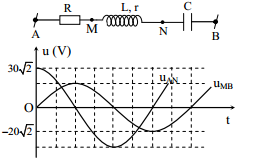 R L, r C
A M N B
u (V)
30√2
u_AN u_MB
O t
−20√2